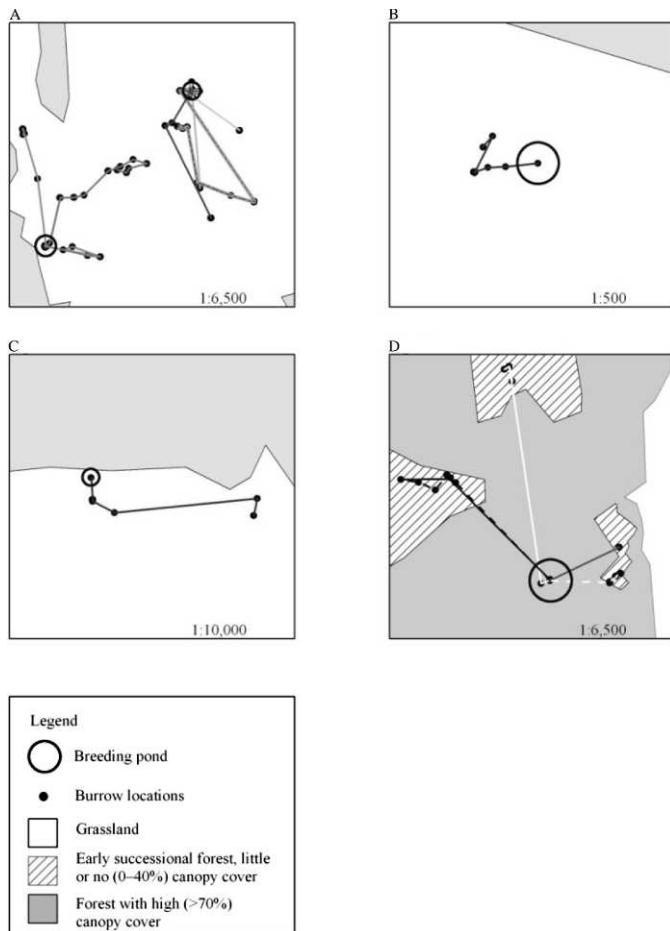 A
B
1:6,500
1:500
C
D
1:10,000
1:6,500
Legend
Breeding pond
Burrow locations
Grassland
Early successional forest, little
or no (0–40%) canopy cover
Forest with high (>70%)
canopy cover